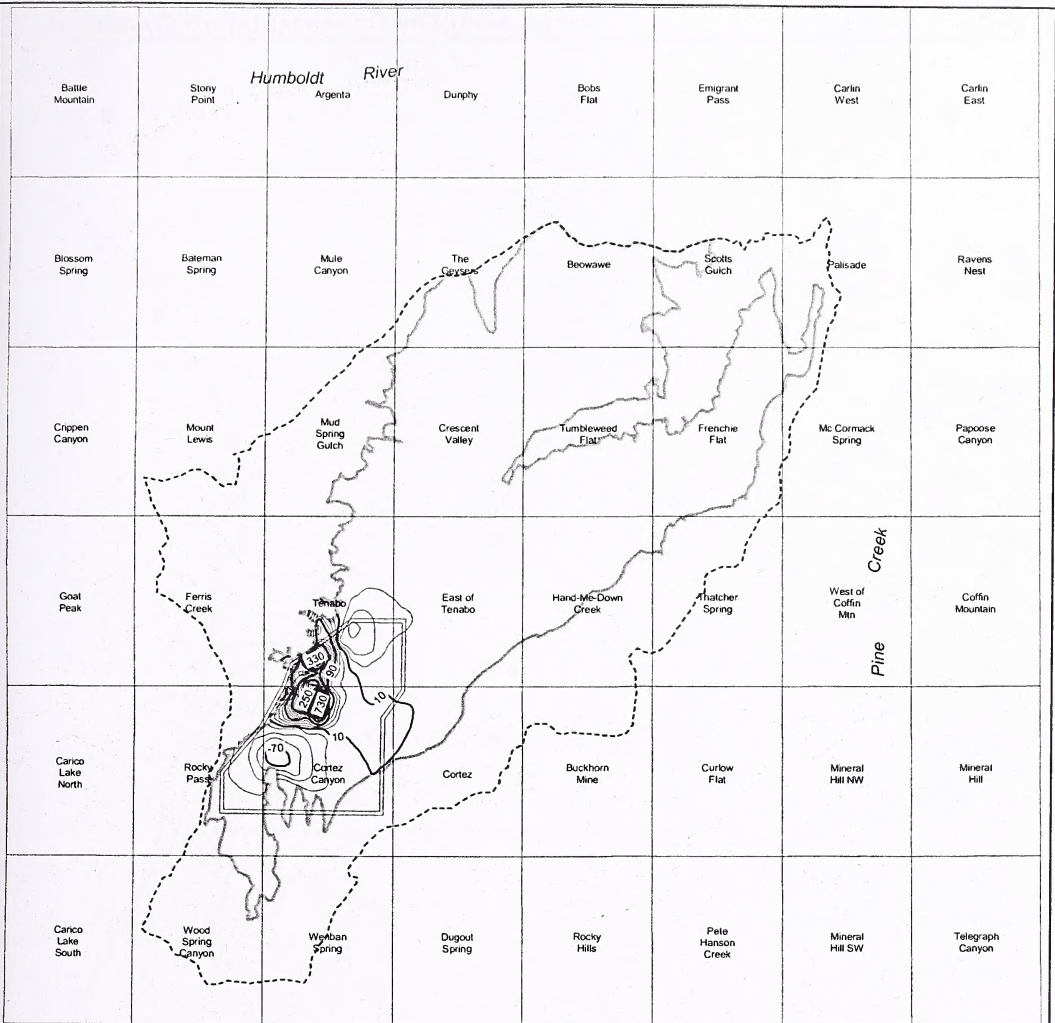 Humboldt River
Battle
Mountain
Stony
Point
Argenta
Dunphy
Bobs
Flat
Emigrant
Pass
Carlin
West
Carlin
East
Blossom
Spring
Bateman
Spring
Mule
Canyon
The
Geysers
Beowawe
Scotts
Gulch
Palisade
Ravens
Nest
Crippen
Canyon
Mount
Lewis
Mud
Spring
Gulch
Crescent
Valley
Tumbleweed
Flat
Frenchie
Flat
Mc Cormack
Spring
Papoose
Canyon
Goat
Peak
Ferris
Creek
Tenabo
East of
Tenabo
Hand-Me-Down
Creek
Thatcher
Spring
West of
Coffin
Mtn
Coffin
Mountain
Pine Creek
330
90
250
730
10
10
-70
Carico
Lake
North
Rocky
Pass
Cortez
Canyon
Cortez
Buckhorn
Mine
Curlow
Flat
Mineral
Hill NW
Mineral
Hill
Carico
Lake
South
Wood
Spring
Canyon
Wenban
Spring
Dugout
Spring
Rocky
Hills
Pete
Hanson
Creek
Mineral
Hill SW
Telegraph
Canyon